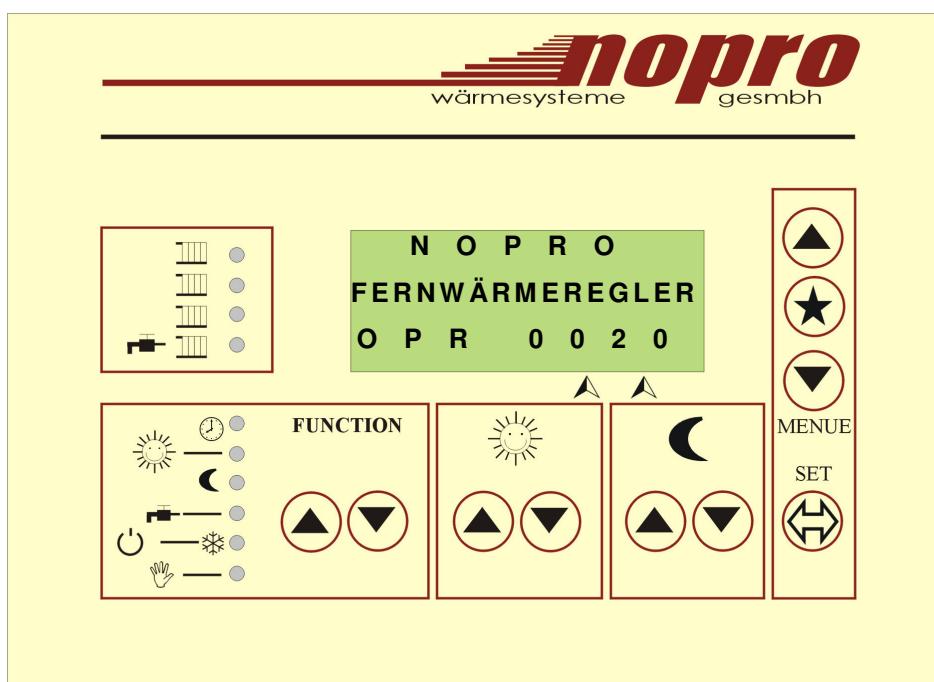 nopro
wärmesysteme gesmbh
N O P R O
FERNWÄRMEREGLER
O P R 0 0 2 0
MENUE
FUNCTION
SET